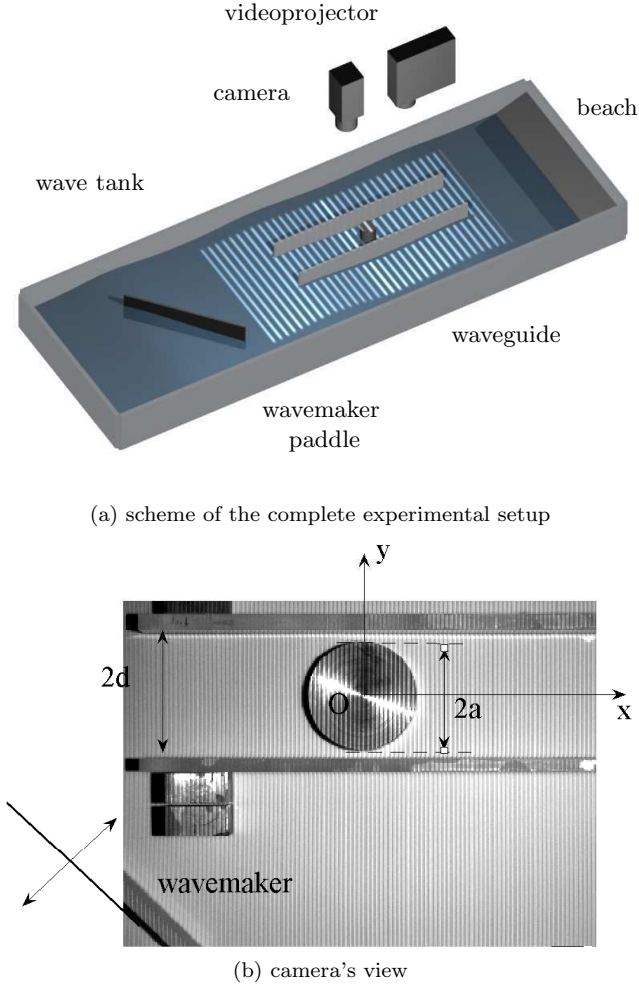 videoprojector
camera
beach
wave tank
waveguide
wavemaker
paddle
(a) scheme of the complete experimental setup
y
2d
O
2a
x
wavemaker
(b) camera's view